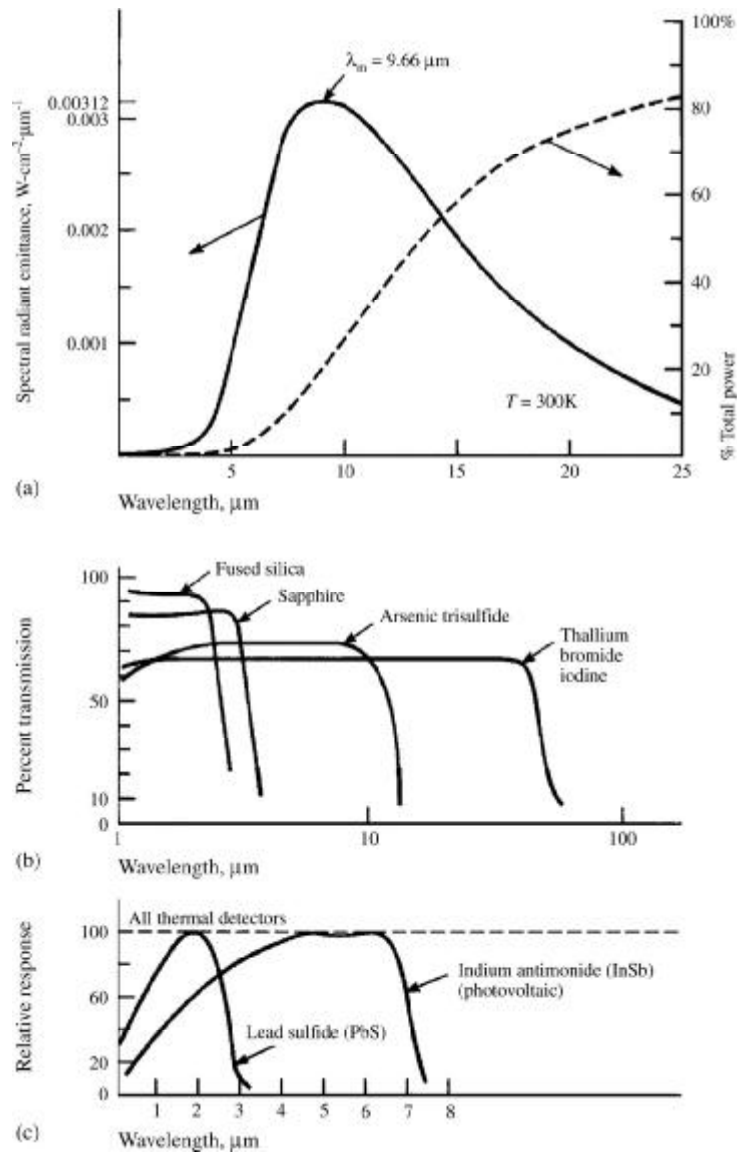 100%
λm = 9.66 μm
Spectral radiant emittance, W-cm⁻²·μm⁻¹
0.00312
0.003
0.002
0.001
80
60
40
20
% Total power
T = 300K
5
10
15
20
25
(a)
Wavelength, μm
Percent transmission
100
50
10
0
Fused silica
Sapphire
Arsenic trisulfide
Thallium
bromide
iodine
1
10
100
(b)
Wavelength, μm
Relative response
100
60
20
0
All thermal detectors
Indium antimonide (InSb)
(photovoltaic)
Lead sulfide (PbS)
1
2
3
4
5
6
7
8
(c)
Wavelength, μm